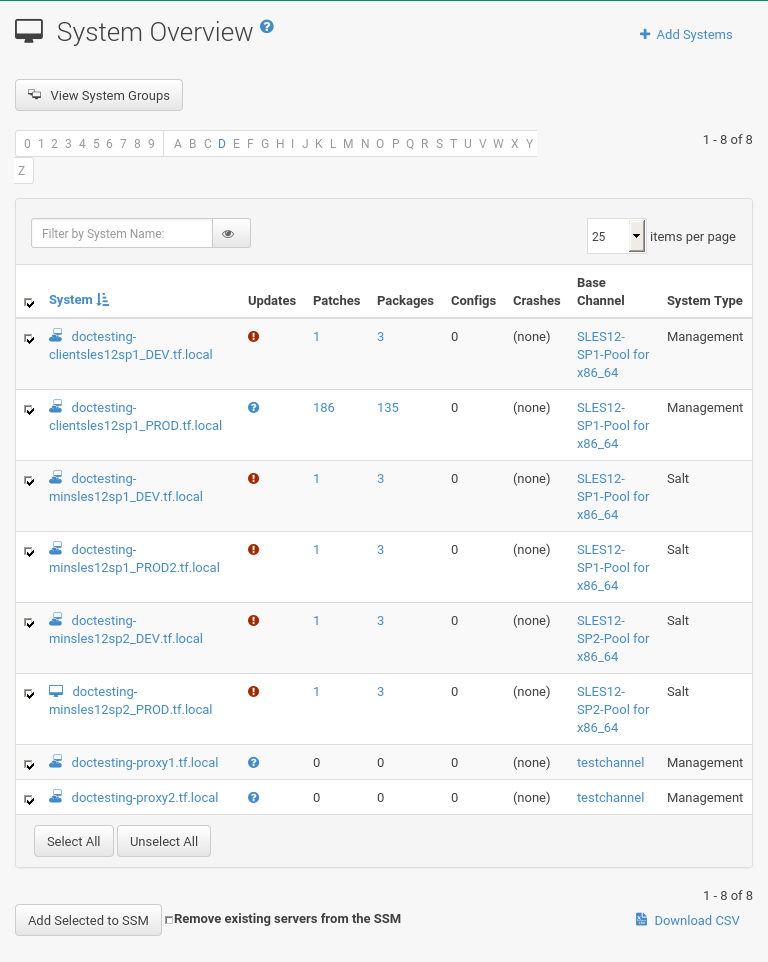 System Overview ?
Add Systems
View System Groups
0 1 2 3 4 5 6 7 8 9 A B C D E F G H I J K L M N O P Q R S T U V W X Y
Z
1 - 8 of 8
Filter by System Name:
25 items per page
System Updates Patches Packages Configs Crashes Base Channel System Type
doctesting-
clientsles12sp1_DEV.tf.local
1 3 0 (none) SLES12-
SP1-Pool for
x86_64
Management
doctesting-
clientsles12sp1_PROD.tf.local
186 135 0 (none) SLES12-
SP1-Pool for
x86_64
Management
doctesting-
minsles12sp1_DEV.tf.local
1 3 0 (none) SLES12-
SP1-Pool for
x86_64
Salt
doctesting-
minsles12sp1_PROD2.tf.local
1 3 0 (none) SLES12-
SP1-Pool for
x86_64
Salt
doctesting-
minsles12sp2_DEV.tf.local
1 3 0 (none) SLES12-
SP2-Pool for
x86_64
Salt
doctesting-
minsles12sp2_PROD.tf.local
1 3 0 (none) SLES12-
SP2-Pool for
x86_64
Salt
doctesting-proxy1.tf.local 0 0 0 (none) testchannel Management
doctesting-proxy2.tf.local 0 0 0 (none) testchannel Management
Select All Unselect All
1 - 8 of 8
Add Selected to SSM Remove existing servers from the SSM Download CSV